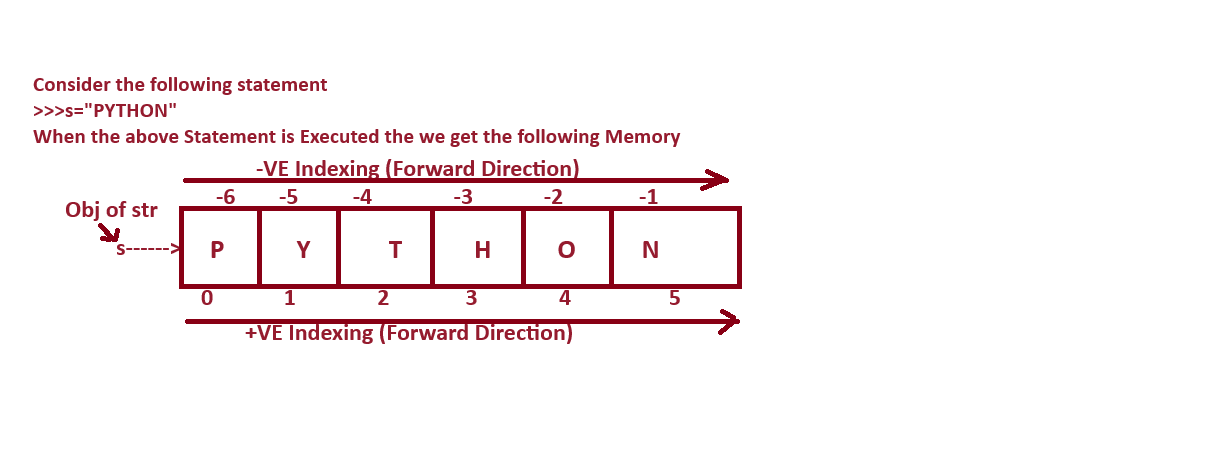 Consider the following statement
>>>s="PYTHON"
When the above Statement is Executed the we get the following Memory
-VE Indexing (Forward Direction)
-6 -5 -4 -3 -2 -1
Obj of str
s------> P Y T H O N
0 1 2 3 4 5
+VE Indexing (Forward Direction)